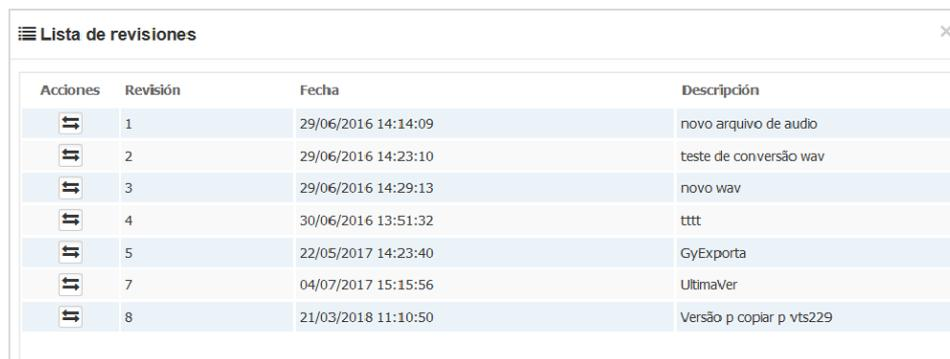 Lista de revisiones
Acciones Revisión Fecha Descripción
1 29/06/2016 14:14:09 novo arquivo de audio
2 29/06/2016 14:23:10 teste de conversão wav
3 29/06/2016 14:29:13 novo wav
4 30/06/2016 13:51:32 tttt
5 22/05/2017 14:23:40 GyExporta
7 04/07/2017 15:15:56 UltimaVer
8 21/03/2018 11:10:50 Versão p copiar p vts229